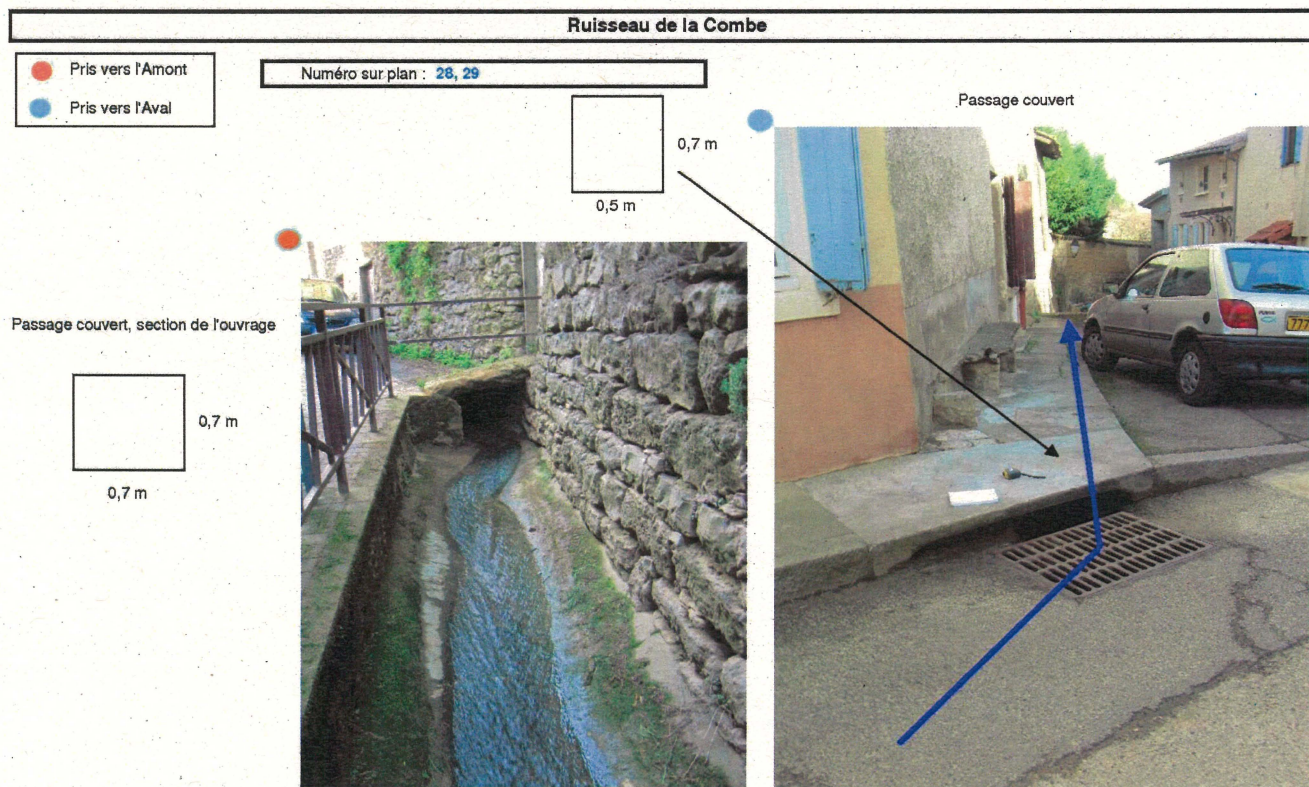 Ruisseau de la Combe
Pris vers l'Amont
Pris vers l'Aval
Numéro sur plan : 28, 29
0,7 m
0,5 m
Passage couvert
Passage couvert, section de l'ouvrage
0,7 m
0,7 m
777